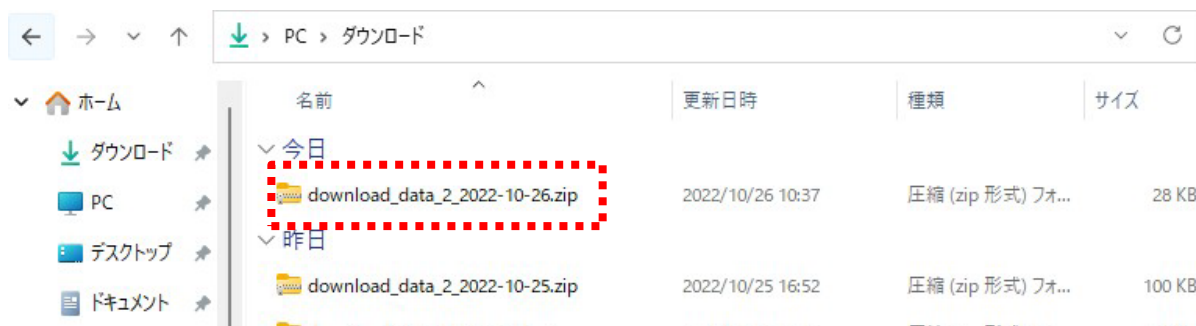 PC › ダウンロード
ホーム
名前 更新日時 種類 サイズ
ダウンロード
今日
PC
download_data_2_2022-10-26.zip 2022/10/26 10:37 圧縮 (zip 形式) フォ... 28 KB
デスクトップ
昨日
ドキュメント
download_data_2_2022-10-25.zip 2022/10/25 16:52 圧縮 (zip 形式) フォ... 100 KB